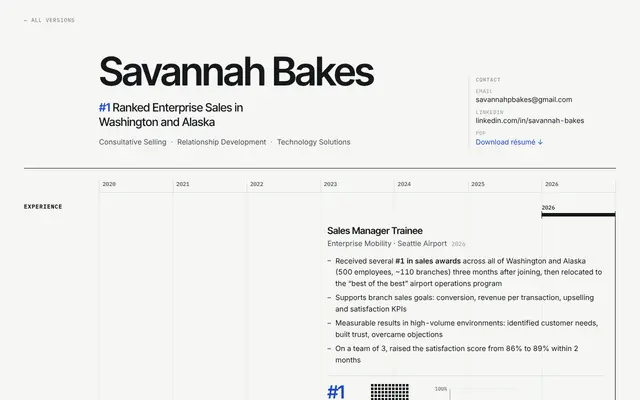 ← ALL VERSIONS
Savannah Bakes
#1 Ranked Enterprise Sales in
Washington and Alaska
Consultative Selling · Relationship Development · Technology Solutions
CONTACT
EMAIL
savannahpbakes@gmail.com
LINKEDIN
linkedin.com/in/savannah-bakes
PDF
Download résumé ↓
2020 2021 2022 2023 2024 2025 2026
EXPERIENCE
2026
Sales Manager Trainee
Enterprise Mobility · Seattle Airport 2026
– Received several #1 in sales awards across all of Washington and Alaska
(500 employees, ~110 branches) three months after joining, then relocated to
the “best of the best” airport operations program
– Supports branch sales goals: conversion, revenue per transaction, upselling
and satisfaction KPIs
– Measurable results in high-volume environments: identified customer needs,
built trust, overcame objections
– On a team of 3, raised the satisfaction score from 86% to 89% within 2
months
#1
100%